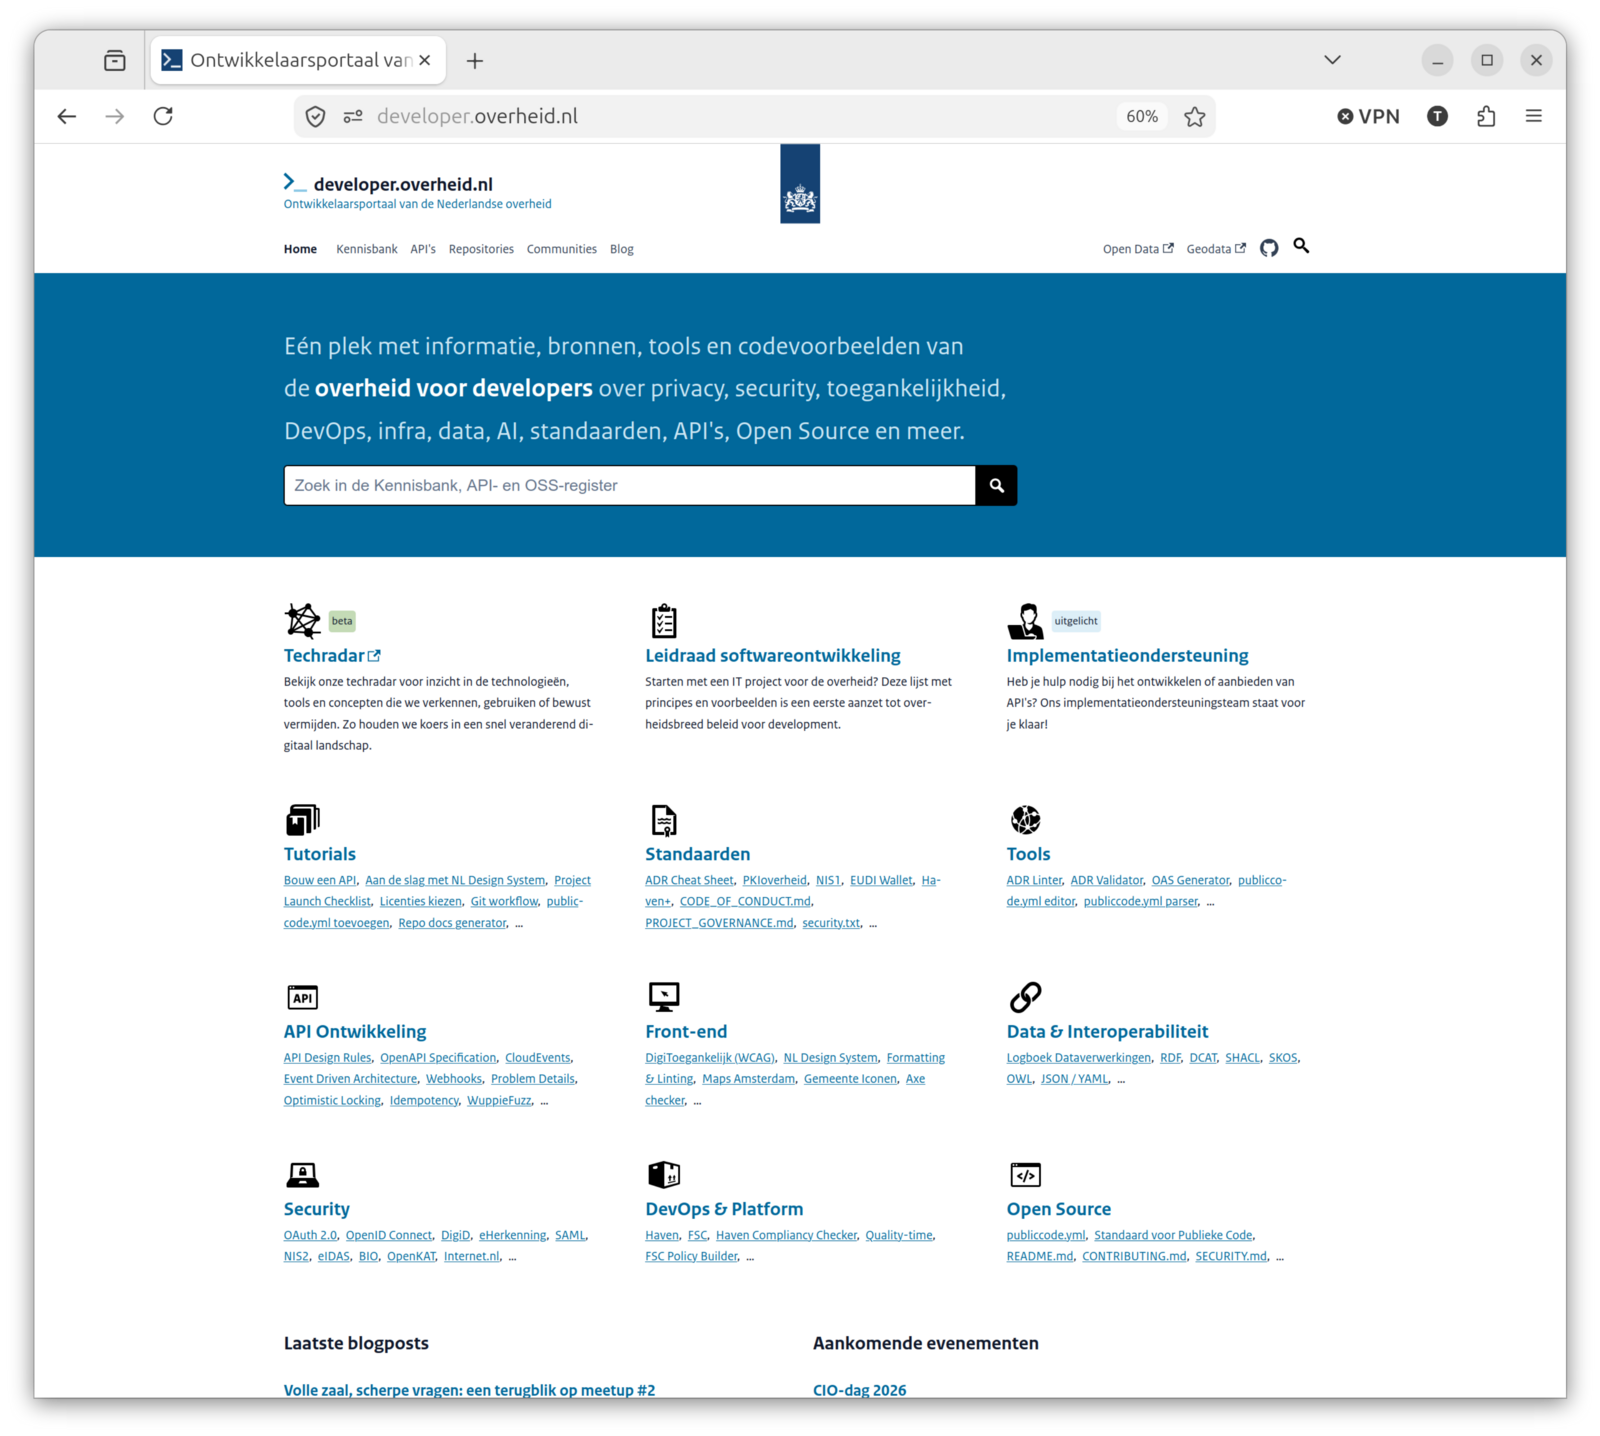 Ontwikkelaarsportaal van
developer.overheid.nl
60%
VPN
T
developer.overheid.nl
Ontwikkelaarsportaal van de Nederlandse overheid
Home Kennisbank API's Repositories Communities Blog
Open Data Geodata
Eén plek met informatie, bronnen, tools en codevoorbeelden van
de overheid voor developers over privacy, security, toegankelijkheid,
DevOps, infra, data, AI, standaarden, API's, Open Source en meer.
Zoek in de Kennisbank, API- en OSS-register
beta
Techradar
Bekijk onze techradar voor inzicht in de technologieën,
tools en concepten die we verkennen, gebruiken of bewust
vermijden. Zo houden we koers in een snel veranderend di-
gitaal landschap.
Leidraad softwareontwikkeling
Starten met een IT project voor de overheid? Deze lijst met
principes en voorbeelden is een eerste aanzet tot over-
heidsbreed beleid voor development.
uitgelicht
Implementatieondersteuning
Heb je hulp nodig bij het ontwikkelen of aanbieden van
API's? Ons implementatieondersteuningsteam staat voor
je klaar!
Tutorials
Bouw een API, Aan de slag met NL Design System, Project
Launch Checklist, Licenties kiezen, Git workflow, public-
code.yml toevoegen, Repo docs generator, ...
Standaarden
ADR Cheat Sheet, PKIoverheid, NIS1, EUDI Wallet, Ha-
ven+, CODE_OF_CONDUCT.md,
PROJECT_GOVERNANCE.md, security.txt, ...
Tools
ADR Linter, ADR Validator, OAS Generator, publicco-
de.yml editor, publiccode.yml parser, ...
API
API Ontwikkeling
API Design Rules, OpenAPI Specification, CloudEvents,
Event Driven Architecture, Webhooks, Problem Details,
Optimistic Locking, Idempotency, WuppieFuzz, ...
Front-end
DigiToegankelijk (WCAG), NL Design System, Formatting
& Linting, Maps Amsterdam, Gemeente Iconen, Axe
checker, ...
Data & Interoperabiliteit
Logboek Dataverwerkingen, RDF, DCAT, SHACL, SKOS,
OWL, JSON / YAML, ...
Security
OAuth 2.0, OpenID Connect, DigiD, eHerkenning, SAML,
NIS2, eIDAS, BIO, OpenKAT, Internet.nl, ...
DevOps & Platform
Haven, FSC, Haven Compliancy Checker, Quality-time,
FSC Policy Builder, ...
</>
Open Source
publiccode.yml, Standaard voor Publieke Code,
README.md, CONTRIBUTING.md, SECURITY.md, ...
Laatste blogposts
Volle zaal, scherpe vragen: een terugblik op meetup #2
Aankomende evenementen
CIO-dag 2026